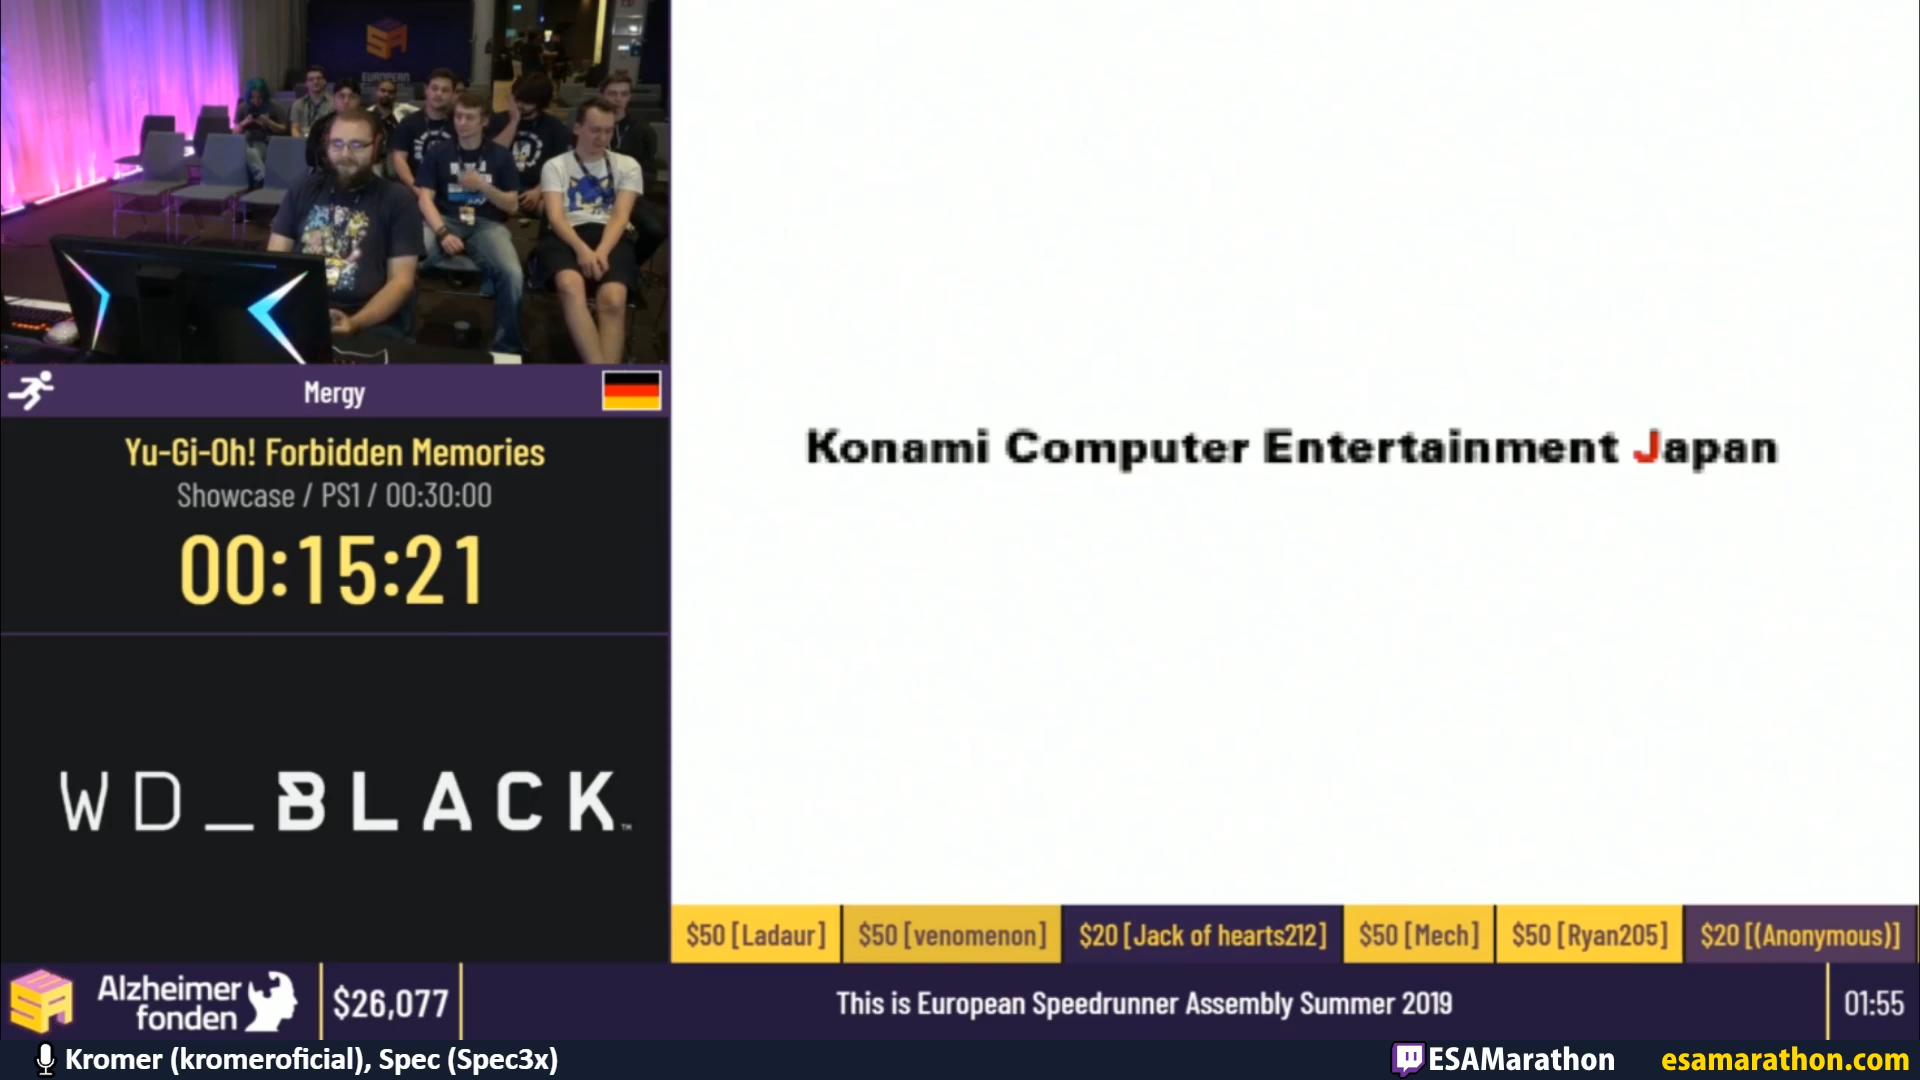 EUROPEAN
Mergy
Yu-Gi-Oh! Forbidden Memories
Showcase / PS1 / 00:30:00
00:15:21
WD_BLACK™
Konami Computer Entertainment Japan
$50 [Ladaur]
$50 [venomenon]
$20 [Jack of hearts212]
$50 [Mech]
$50 [Ryan205]
$20 [(Anonymous)]
Alzheimer
fonden
$26,077
This is European Speedrunner Assembly Summer 2019
01:55
Kromer (kromeroficial), Spec (Spec3x)
ESAMarathon
esamarathon.com